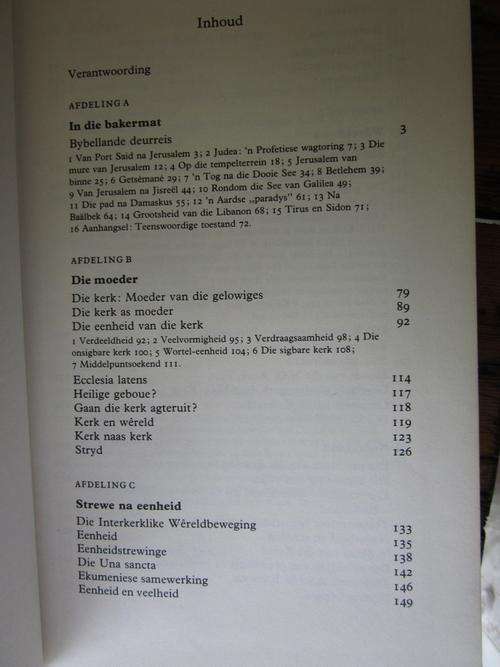 Inhoud
Verantwoording
AFDELING A
In die bakermat
Bybellande deurreis 3
1 Van Port Said na Jerusalem 3; 2 Judea: 'n Profetiese wagtoring 7; 3 Die
mure van Jerusalem 12; 4 Op die tempelterrein 18; 5 Jerusalem van
binne 25; 6 Getsémané 29; 7 'n Tog na die Dooie See 34; 8 Betlehem 39;
9 Van Jerusalem na Jisreël 44; 10 Rondom die See van Galilea 49;
11 Die pad na Damaskus 55; 12 'n Aardse „paradys” 61; 13 Na
Baälbek 64; 14 Grootsheid van die Libanon 68; 15 Tirus en Sidon 71;
16 Aanhangsel: Teenswoordige toestand 72.
AFDELING B
Die moeder
Die kerk: Moeder van die gelowiges 79
Die kerk as moeder 89
Die eenheid van die kerk 92
1 Verdeeldheid 92; 2 Veelvormigheid 95; 3 Verdraagsaamheid 98; 4 Die
onsigbare kerk 100; 5 Wortel-eenheid 104; 6 Die sigbare kerk 108;
7 Middelpuntsoekend 111.
Ecclesia latens 114
Heilige geboue? 117
Gaan die kerk agteruit? 118
Kerk en wêreld 119
Kerk naas kerk 123
Stryd 126
AFDELING C
Strewe na eenheid
Die Interkerklike Wêreldbeweging 133
Eenheid 135
Eenheidstrewinge 138
Die Una sancta 142
Ekumeniese samewerking 146
Eenheid en veelheid 149